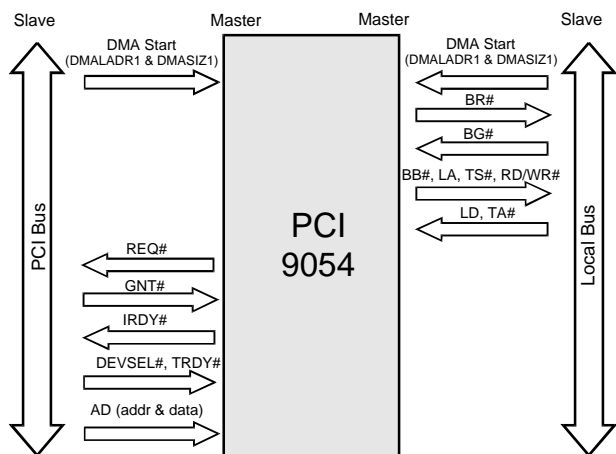 Slave
Master
Master
Slave
DMA Start
(DMALADR1 & DMASIZ1)
DMA Start
(DMALADR1 & DMASIZ1)
BR#
BG#
BB#, LA, TS#, RD/WR#
LD, TA#
PCI Bus
PCI
9054
Local Bus
REQ#
GNT#
IRDY#
DEVSEL#, TRDY#
AD (addr & data)